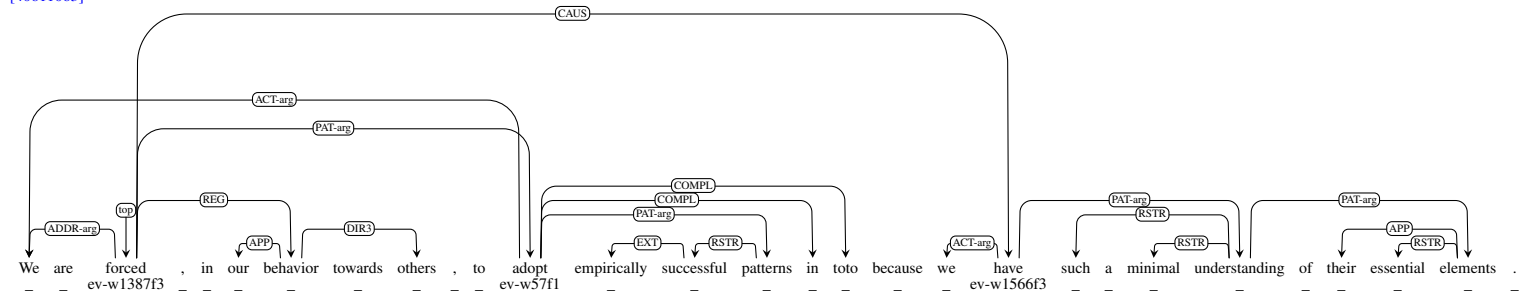 CAUS
ACT-arg
PAT-arg
COMPL
REG COMPL PAT-arg PAT-arg
top PAT-arg RSTR
ADDR-arg DIR3 APP
APP EXT RSTR ACT-arg RSTR RSTR
We are forced , in our behavior towards others , to adopt empirically successful patterns in toto because we have such a minimal understanding of their essential elements .
_ _ ev-w1387f3 _ _ _ _ _ _ _ _ ev-w57f1 _ _ _ _ _ _ _ ev-w1566f3 _ _ _ _ _ _ _ _ _